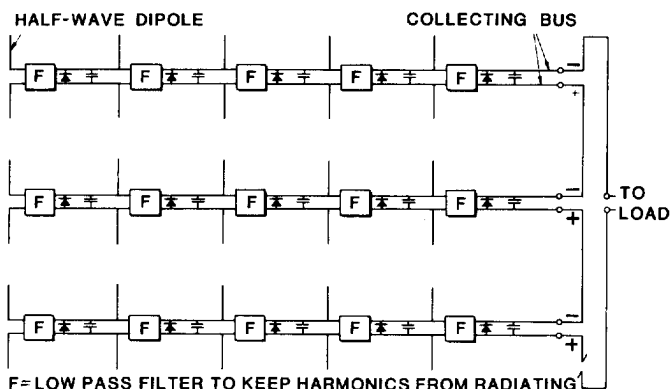 HALF-WAVE DIPOLE COLLECTING BUS
F F F F F −
+
TO
LOAD
F F F F F −
+
F F F F F −
+
F= LOW PASS FILTER TO KEEP HARMONICS FROM RADIATING